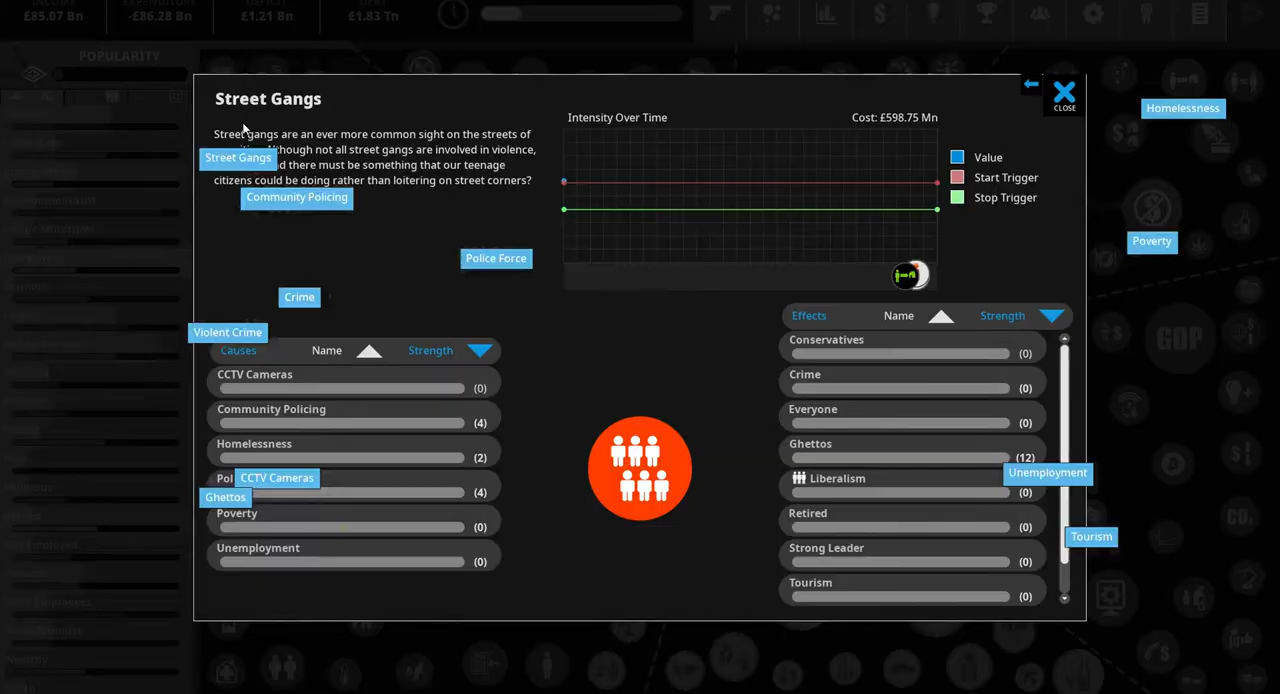 £85.07 Bn
-£86.28 Bn
£1.21 Bn
£1.83 Tn
POPULARITY
Street Gangs
CLOSE
Street gangs are an ever more common sight on the streets of
Although not all street gangs are involved in violence,
there must be something that our teenage
citizens could be doing rather than loitering on street corners?
Street Gangs
Community Policing
Police Force
Crime
Violent Crime
Intensity Over Time
Cost: £598.75 Mn
Value
Start Trigger
Stop Trigger
Homelessness
Poverty
GDP
Causes
Name
Strength
CCTV Cameras
(0)
Community Policing
(4)
Homelessness
(2)
Pol
CCTV Cameras
(4)
Ghettos
Poverty
(0)
Unemployment
(0)
Effects
Name
Strength
Conservatives
(0)
Crime
(0)
Everyone
(0)
Ghettos
(12)
Unemployment
Liberalism
(0)
Retired
(0)
Tourism
Strong Leader
(0)
Tourism
(0)